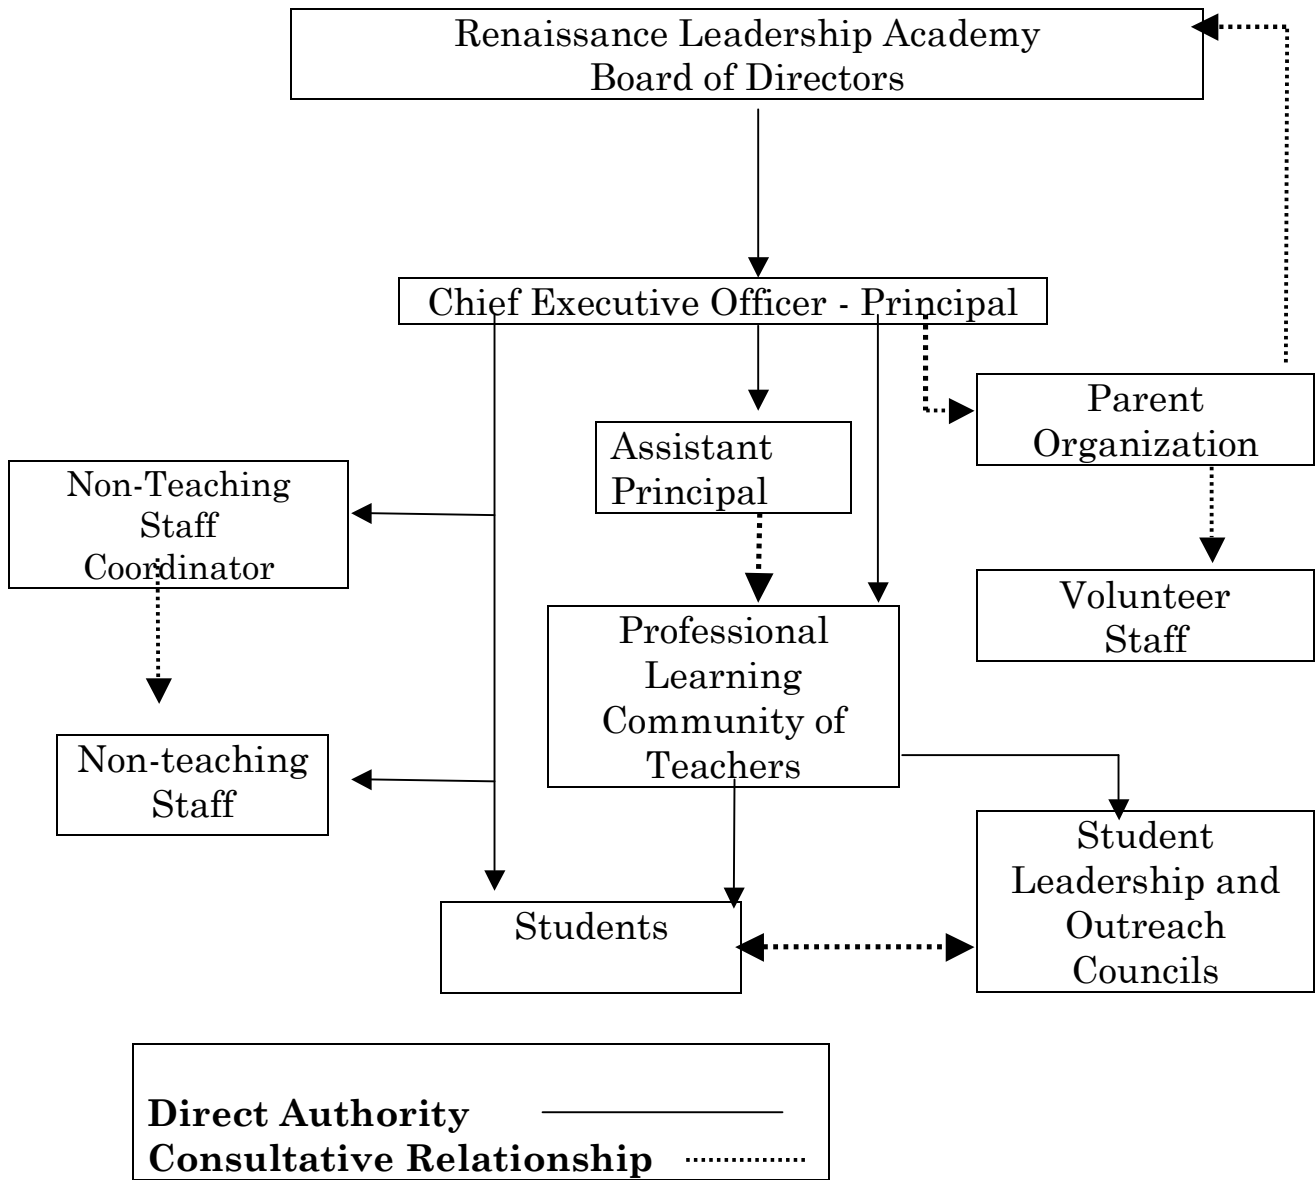 Renaissance Leadership Academy
Board of Directors
Chief Executive Officer - Principal
Parent
Organization
Assistant
Principal
Non-Teaching
Staff
Coordinator
Volunteer
Staff
Professional
Learning
Community of
Teachers
Non-teaching
Staff
Student
Leadership and
Outreach
Councils
Students
Direct Authority
Consultative Relationship